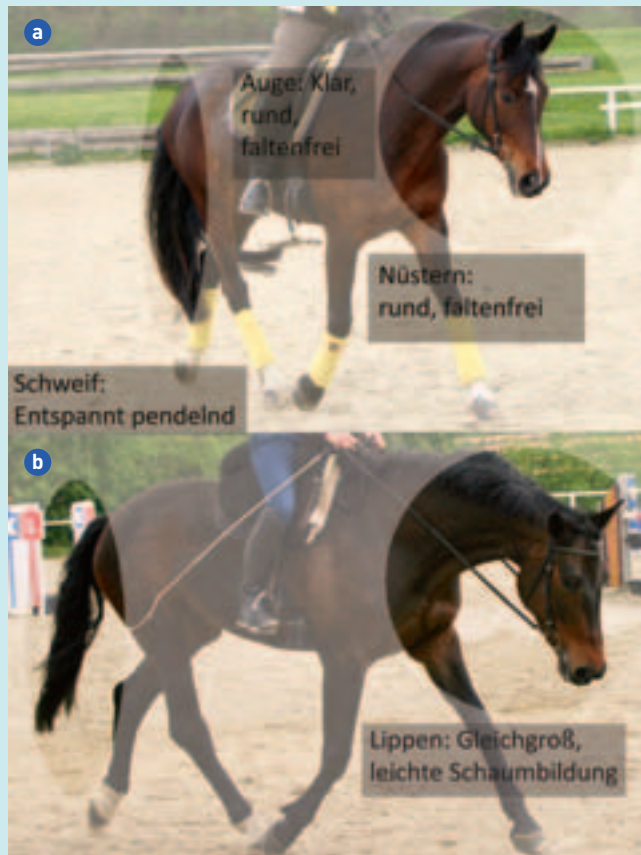 a
Auge: Klar,
rund,
faltenfrei
Nüstern:
rund, faltenfrei
Schweif:
Entspannt pendelnd
b
Lippen: Gleichgroß,
leichte Schaumbildung